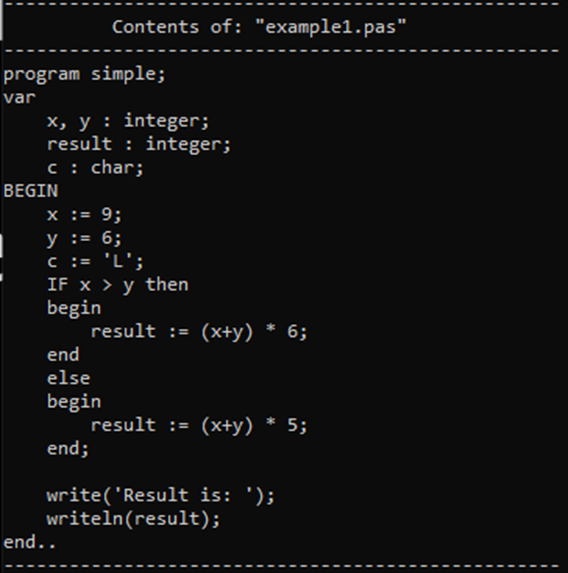 -----------------------------------------------------
Contents of: "example1.pas"
-----------------------------------------------------
program simple;
var
    x, y : integer;
    result : integer;
    c : char;
BEGIN
    x := 9;
    y := 6;
    c := 'L';
    IF x > y then
    begin
        result := (x+y) * 6;
    end
    else
    begin
        result := (x+y) * 5;
    end;

    write('Result is: ');
    writeln(result);
end..
-----------------------------------------------------